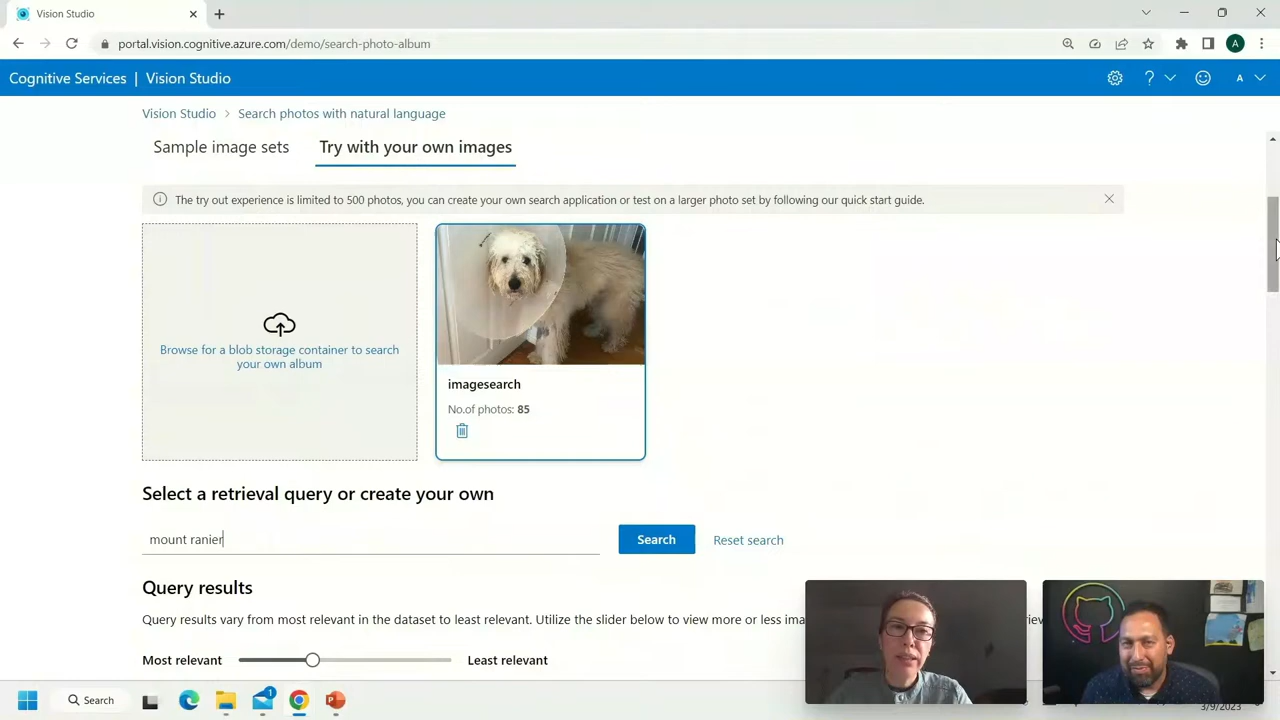 Vision Studio
portal.vision.cognitive.azure.com/demo/search-photo-album
A
Cognitive Services | Vision Studio
?
A
Vision Studio > Search photos with natural language
Sample image sets
Try with your own images
The try out experience is limited to 500 photos, you can create your own search application or test on a larger photo set by following our quick start guide.
Browse for a blob storage container to search
your own album
imagesearch
No.of photos: 85
Select a retrieval query or create your own
mount ranier
Search
Reset search
Query results
Query results vary from most relevant in the dataset to least relevant. Utilize the slider below to view more or less
Most relevant
Least relevant
Search
1
3/9/2023